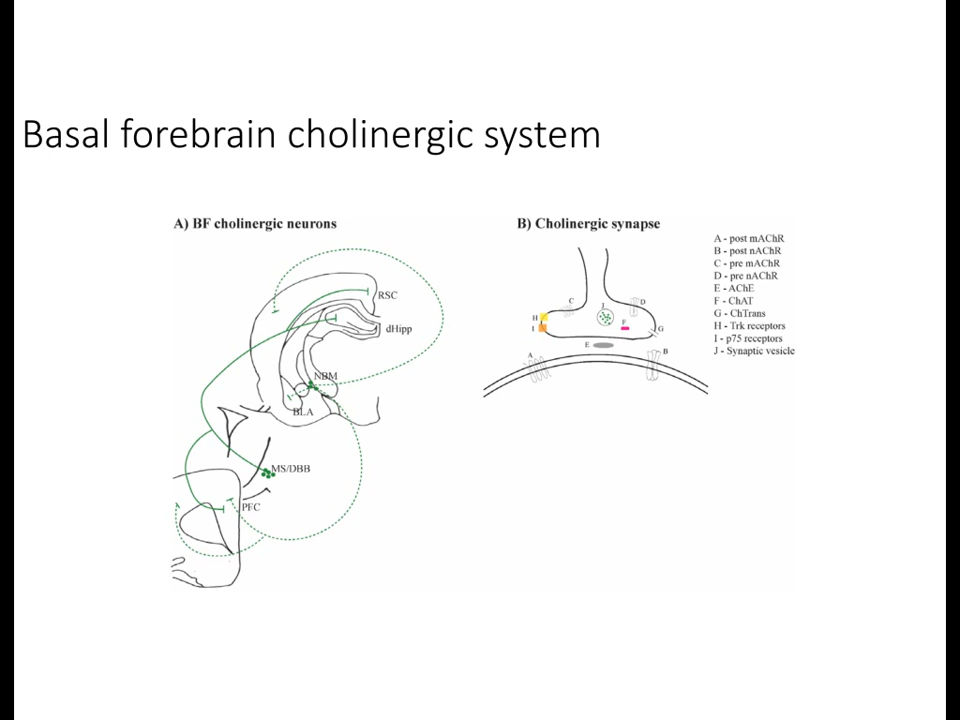 Basal forebrain cholinergic system
A) BF cholinergic neurons
RSC
dHipp
NBM
BLA
MS/DBB
PFC
B) Cholinergic synapse
C
J
D
H
F
I
G
E
A
B
A - post mAChR
B - post nAChR
C - pre mAChR
D - pre nAChR
E - AChE
F - ChAT
G - ChTrans
H - Trk receptors
I - p75 receptors
J - Synaptic vesicle